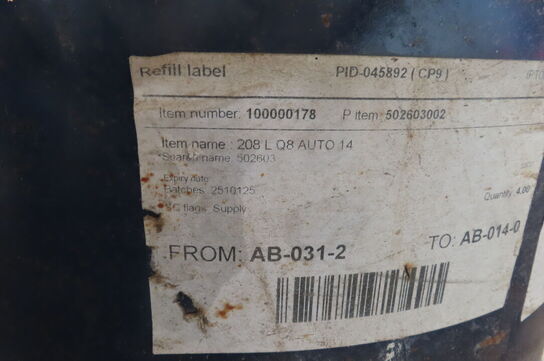 Refill label PID-045892 ( CP9 )
Item number: 100000178 P item: 502603002
Item name : 208 L Q8 AUTO 14
Search name: 502603
Expiry date
Batches: 2510125
Quantity: 4.00
flags: Supply
FROM: AB-031-2 TO: AB-014-0